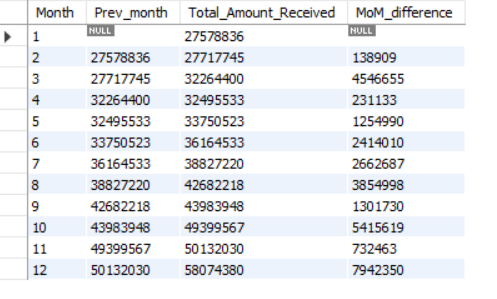 Month Prev_month Total_Amount_Received MoM_difference
1 NULL 27578836 NULL
2 27578836 27717745 138909
3 27717745 32264400 4546655
4 32264400 32495533 231133
5 32495533 33750523 1254990
6 33750523 36164533 2414010
7 36164533 38827220 2662687
8 38827220 42682218 3854998
9 42682218 43983948 1301730
10 43983948 49399567 5415619
11 49399567 50132030 732463
12 50132030 58074380 7942350